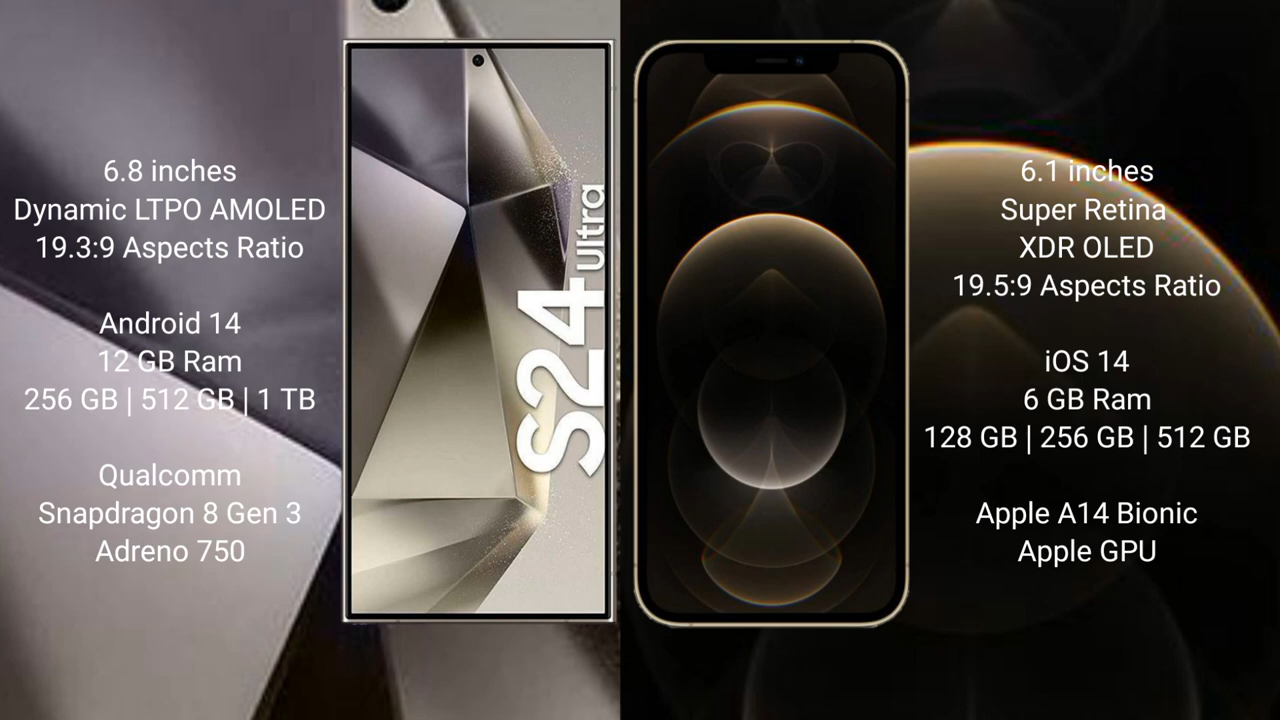 6.8 inches
Dynamic LTPO AMOLED
19.3:9 Aspects Ratio
Android 14
12 GB Ram
256 GB | 512 GB | 1 TB
Qualcomm
Snapdragon 8 Gen 3
Adreno 750
S24 Ultra
6.1 inches
Super Retina
XDR OLED
19.5:9 Aspects Ratio
iOS 14
6 GB Ram
128 GB | 256 GB | 512 GB
Apple A14 Bionic
Apple GPU